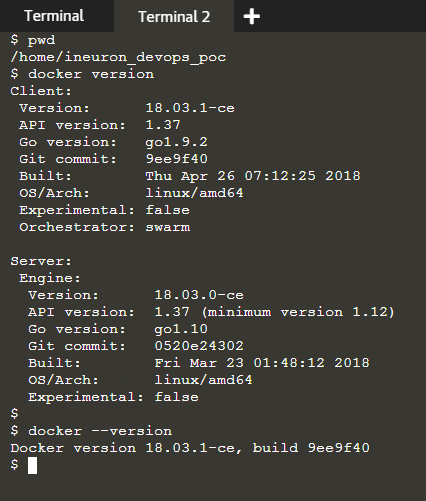 Terminal
Terminal 2
+
$ pwd
/home/ineuron_devops_poc
$ docker version
Client:
 Version:      18.03.1-ce
 API version:  1.37
 Go version:   go1.9.2
 Git commit:   9ee9f40
 Built:        Thu Apr 26 07:12:25 2018
 OS/Arch:      linux/amd64
 Experimental: false
 Orchestrator: swarm

Server:
 Engine:
  Version:      18.03.0-ce
  API version:  1.37 (minimum version 1.12)
  Go version:   go1.10
  Git commit:   0520e24302
  Built:        Fri Mar 23 01:48:12 2018
  OS/Arch:      linux/amd64
  Experimental: false
$
$ docker --version
Docker version 18.03.1-ce, build 9ee9f40
$